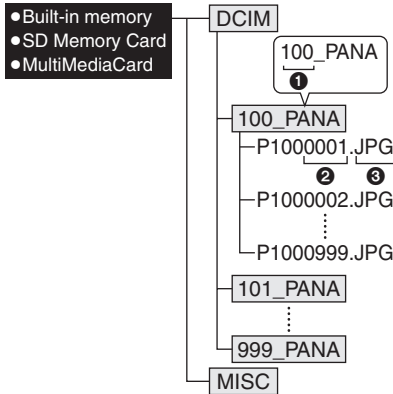 ●Built-in memory
●SD Memory Card
●MultiMediaCard
DCIM
100_PANA
❶
100_PANA
P1000001.JPG
❷ ❸
P1000002.JPG
P1000999.JPG
101_PANA
999_PANA
MISC